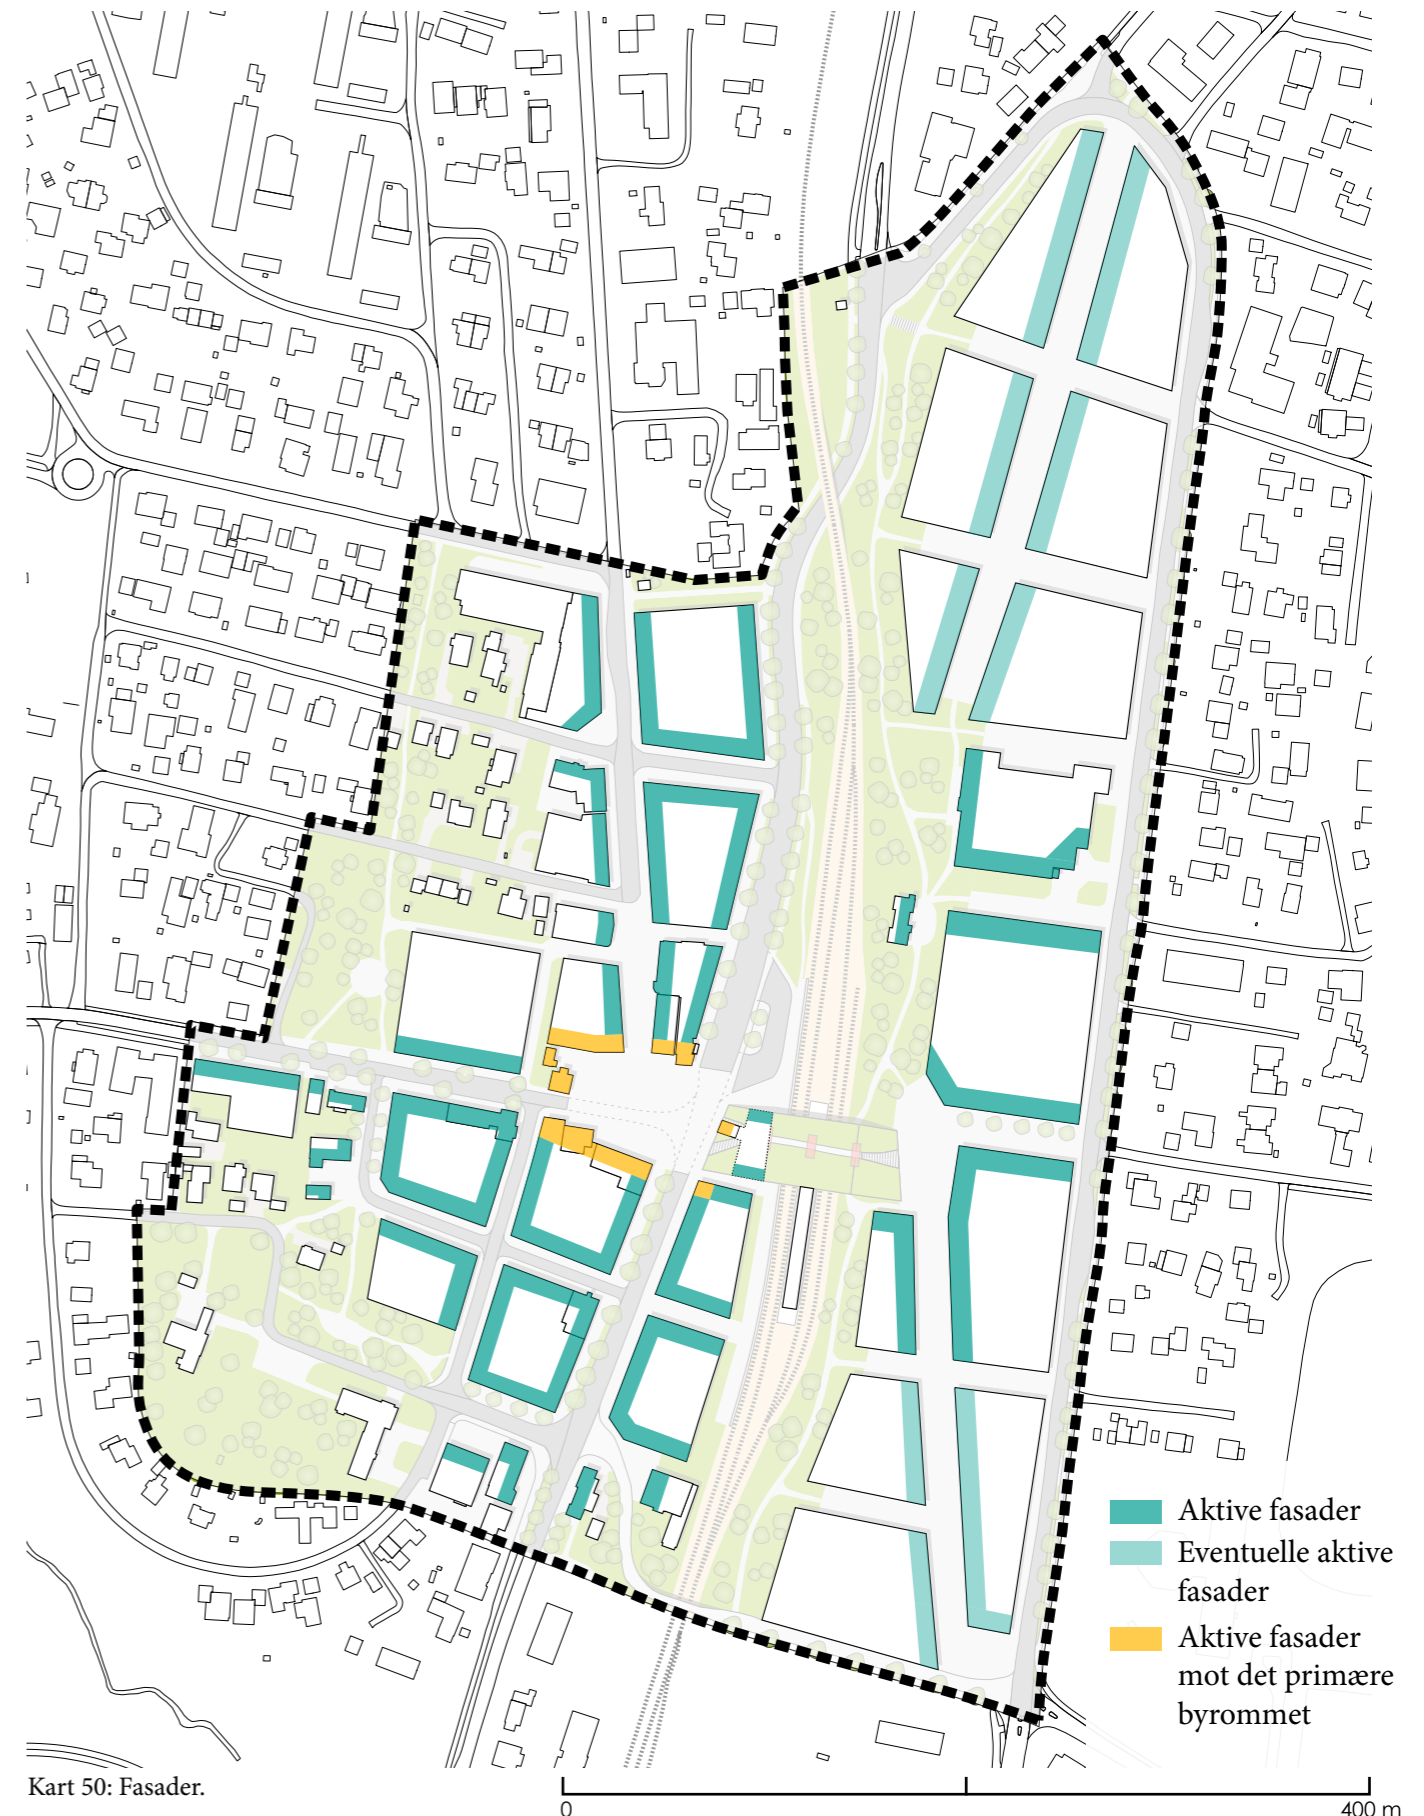 Aktive fasader
Eventuelle aktive
fasader
Aktive fasader
mot det primære
byrommet
Kart 50: Fasader.
0
400 m